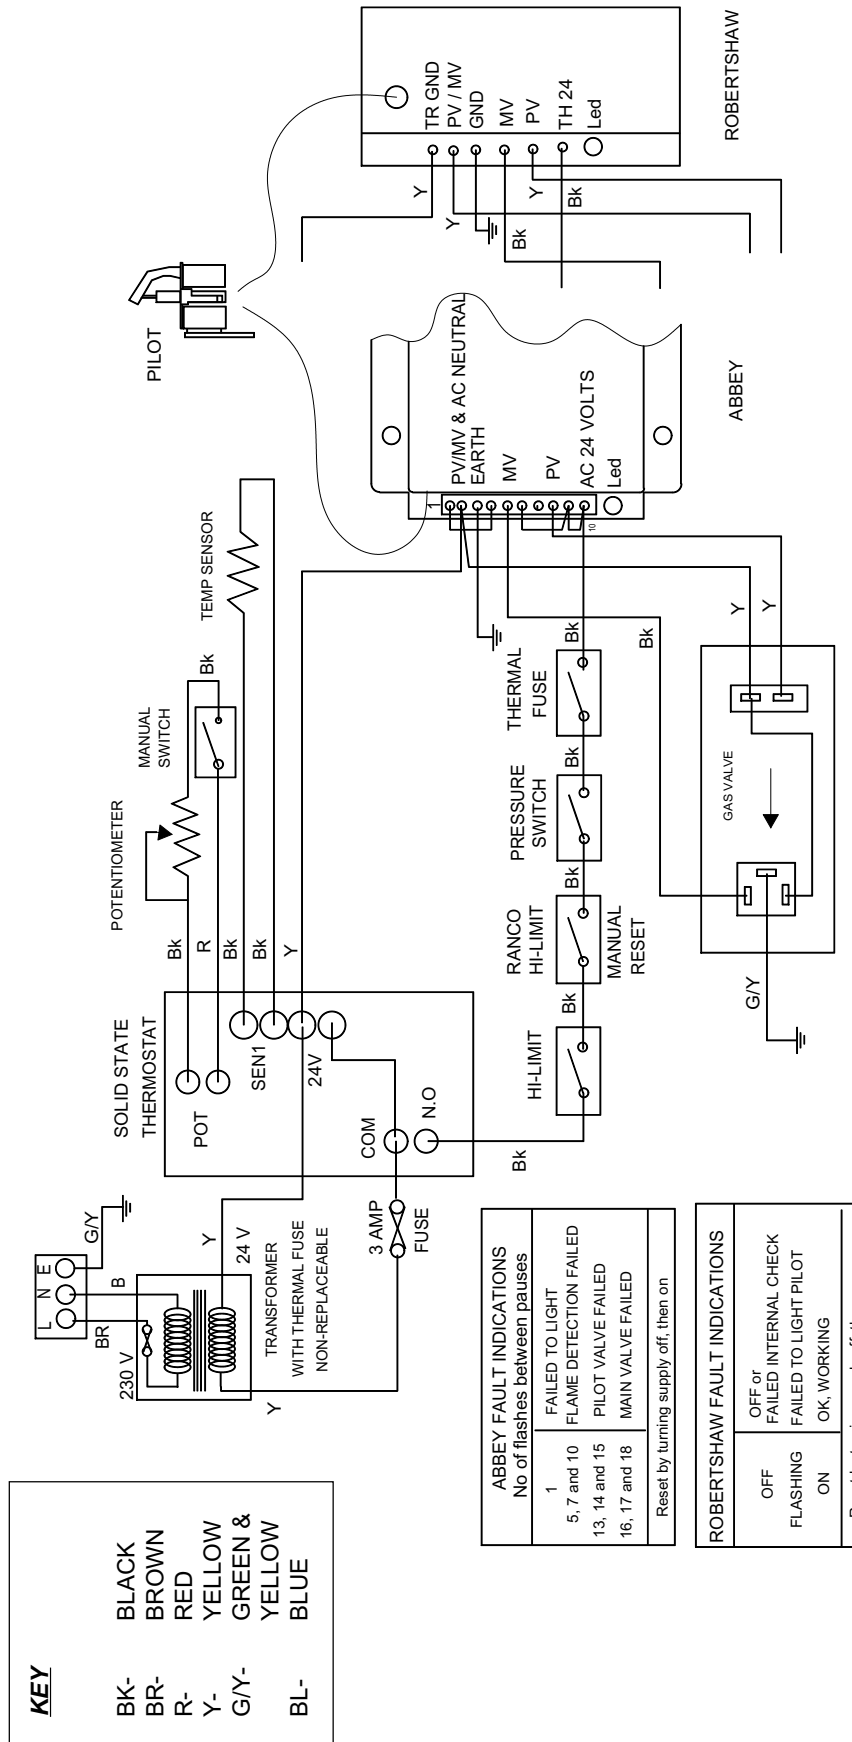 KEY
BK- BLACK
BR- BROWN
R- RED
Y- YELLOW
G/Y- GREEN &
YELLOW
BL- BLUE
L N E
G/Y
BR
B
230 V
Y
24 V
TRANSFORMER
WITH THERMAL FUSE
NON-REPLACEABLE
Y
3 AMP
FUSE
SOLID STATE
THERMOSTAT
POT
SEN1
24V
COM
N.O
Bk
R
Bk
Bk
Y
POTENTIOMETER
MANUAL
SWITCH
Bk
TEMP SENSOR
PILOT
Bk
HI-LIMIT
Bk
RANCO
HI-LIMIT
MANUAL
RESET
Bk
PRESSURE
SWITCH
Bk
THERMAL
FUSE
Bk
Bk
G/Y
GAS VALVE
Y
Y
1
10
PV/MV & AC NEUTRAL
EARTH
MV
PV
AC 24 VOLTS
Led
ABBEY
Y
Y
Bk
Y
Bk
TR GND
PV / MV
GND
MV
PV
TH 24
Led
ROBERTSHAW
ABBEY FAULT INDICATIONS
No of flashes between pauses
1 FAILED TO LIGHT
5, 7 and 10 FLAME DETECTION FAILED
13, 14 and 15 PILOT VALVE FAILED
16, 17 and 18 MAIN VALVE FAILED
Reset by turning supply off, then on
ROBERTSHAW FAULT INDICATIONS
OFF OFF or
FAILED INTERNAL CHECK
FLASHING FAILED TO LIGHT PILOT
ON OK, WORKING